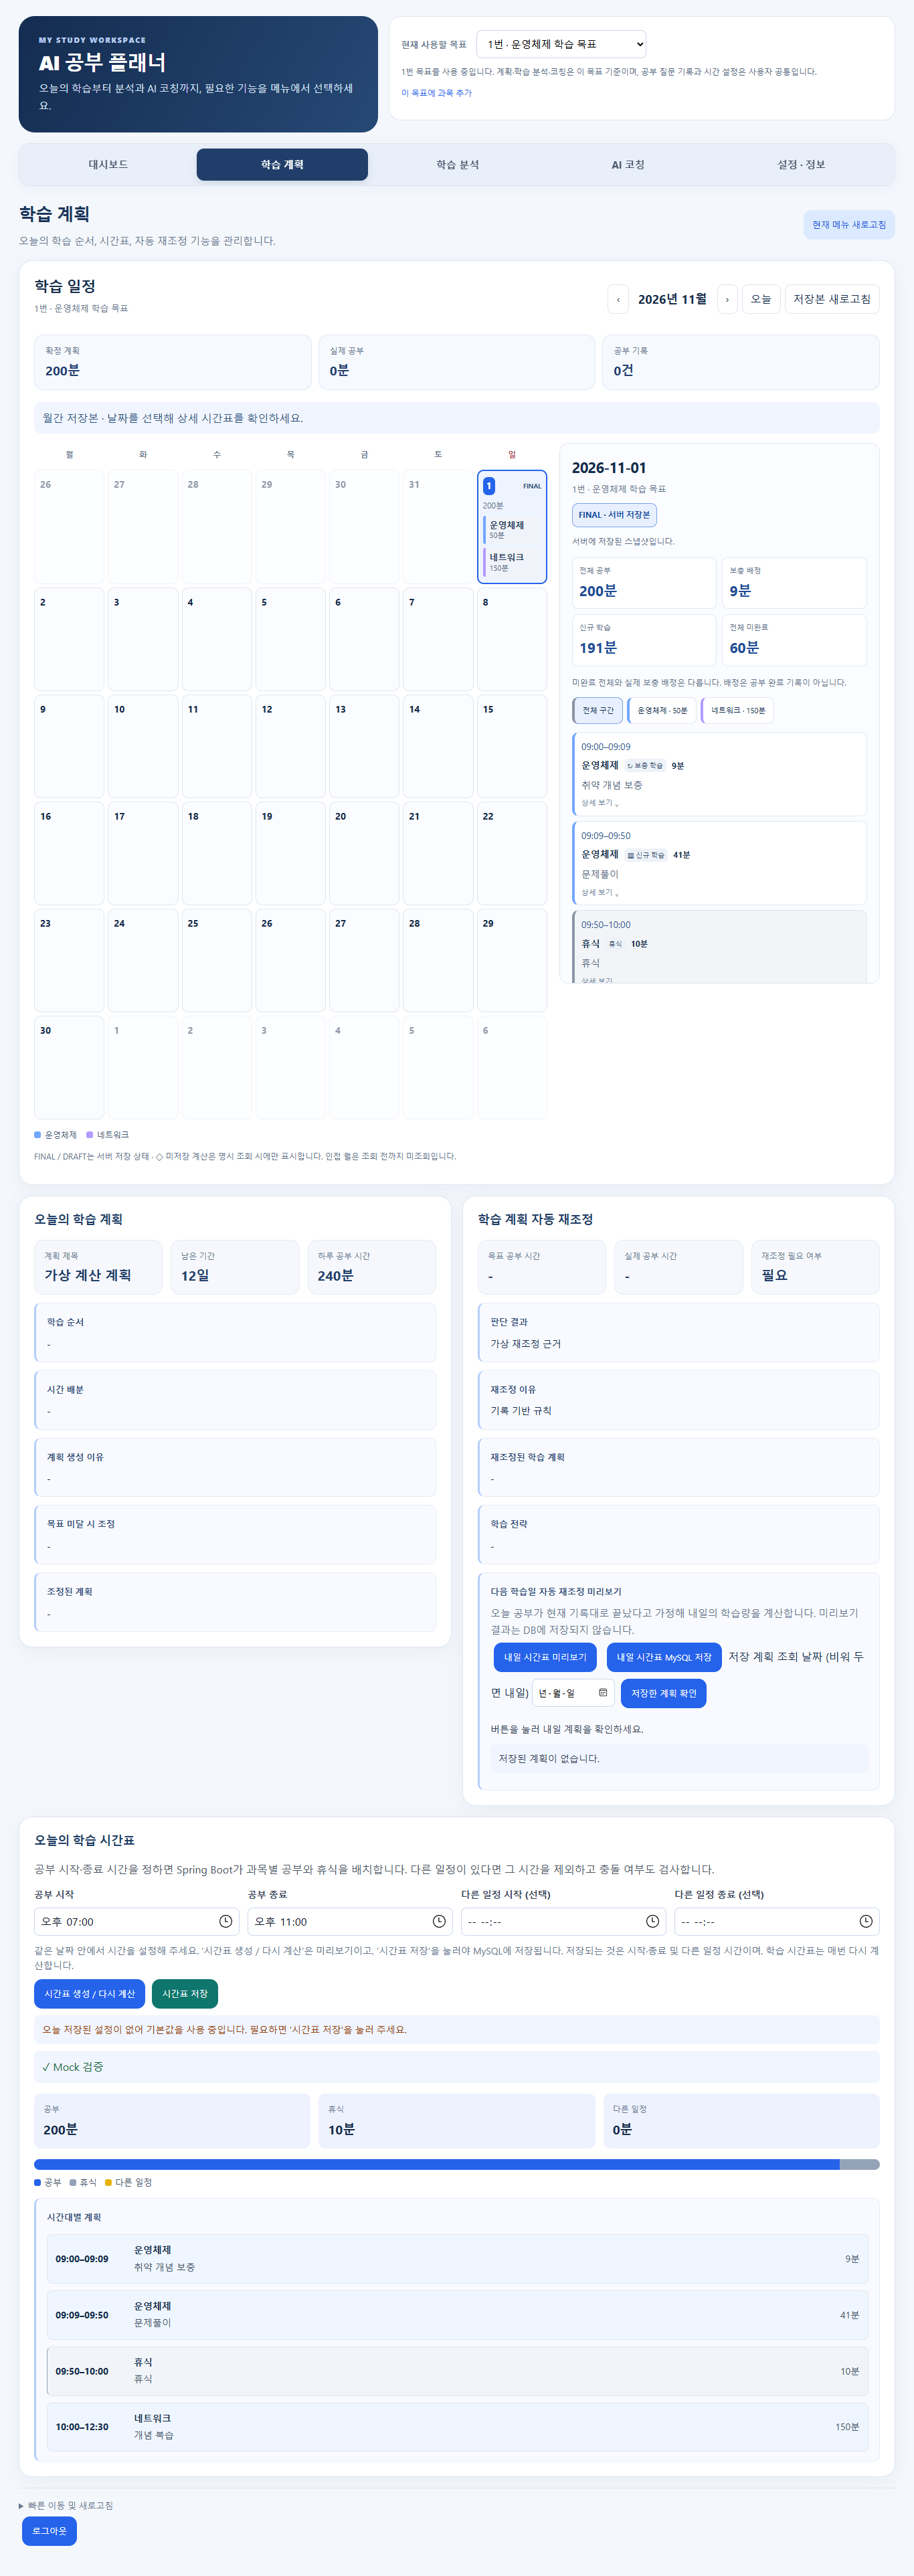 MY STUDY WORKSPACE
AI 공부 플래너
오늘의 학습부터 분석과 AI 코칭까지, 필요한 기능을 메뉴에서 선택하세
요.
현재 사용할 목표
1번 · 운영체제 학습 목표
1번 목표를 사용 중입니다. 계획·학습 분석·코칭은 이 목표 기준이며, 공부 질문 기록과 시간 설정은 사용자 공통입니다.
이 목표에 과목 추가
대시보드
학습 계획
학습 분석
AI 코칭
설정 · 정보
학습 계획
오늘의 학습 순서, 시간표, 자동 재조정 기능을 관리합니다.
현재 메뉴 새로고침
학습 일정
1번 · 운영체제 학습 목표
‹
2026년 11월
›
오늘
저장본 새로고침
확정 계획
200분
실제 공부
0분
공부 기록
0건
월간 저장본 · 날짜를 선택해 상세 시간표를 확인하세요.
월 화 수 목 금 토 일
26 27 28 29 30 31 1 FINAL
200분
운영체제
50분
네트워크
150분
2 3 4 5 6 7 8
9 10 11 12 13 14 15
16 17 18 19 20 21 22
23 24 25 26 27 28 29
30 1 2 3 4 5 6
운영체제 네트워크
FINAL / DRAFT는 서버 저장 상태 · ◇ 미저장 계산은 명시 조회 시에만 표시합니다. 인접 월은 조회 전까지 미조회입니다.
2026-11-01
1번 · 운영체제 학습 목표
FINAL · 서버 저장본
서버에 저장된 스냅샷입니다.
전체 공부
200분
보충 배정
9분
신규 학습
191분
전체 미완료
60분
미완료 전체와 실제 보충 배정은 다릅니다. 배정은 공부 완료 기록이 아닙니다.
전체 구간
운영체제 · 50분
네트워크 · 150분
09:00–09:09
운영체제 ↻ 보충 학습 9분
취약 개념 보충
상세 보기 ⌄
09:09–09:50
운영체제 ▦ 신규 학습 41분
문제풀이
상세 보기 ⌄
09:50–10:00
휴식 휴식 10분
휴식
상세 보기
오늘의 학습 계획
계획 제목
가상 계산 계획
남은 기간
12일
하루 공부 시간
240분
학습 순서
-
시간 배분
-
계획 생성 이유
-
목표 미달 시 조정
-
조정된 계획
-
학습 계획 자동 재조정
목표 공부 시간
-
실제 공부 시간
-
재조정 필요 여부
필요
판단 결과
가상 재조정 근거
재조정 이유
기록 기반 규칙
재조정된 학습 계획
-
학습 전략
-
다음 학습일 자동 재조정 미리보기
오늘 공부가 현재 기록대로 끝났다고 가정해 내일의 학습량을 계산합니다. 미리보기
결과는 DB에 저장되지 않습니다.
내일 시간표 미리보기
내일 시간표 MySQL 저장
저장 계획 조회 날짜 (비워 두
면 내일)
년-월-일
저장한 계획 확인
버튼을 눌러 내일 계획을 확인하세요.
저장된 계획이 없습니다.
오늘의 학습 시간표
공부 시작·종료 시간을 정하면 Spring Boot가 과목별 공부와 휴식을 배치합니다. 다른 일정이 있다면 그 시간을 제외하고 충돌 여부도 검사합니다.
공부 시작
오후 07:00
공부 종료
오후 11:00
다른 일정 시작 (선택)
-- --:--
다른 일정 종료 (선택)
-- --:--
같은 날짜 안에서 시간을 설정해 주세요. '시간표 생성 / 다시 계산'은 미리보기이고, '시간표 저장'을 눌러야 MySQL에 저장됩니다. 저장되는 것은 시작·종료 및 다른 일정 시간이며, 학습 시간표는 매번 다시 계
산합니다.
시간표 생성 / 다시 계산
시간표 저장
오늘 저장된 설정이 없어 기본값을 사용 중입니다. 필요하면 '시간표 저장'을 눌러 주세요.
✓ Mock 검증
공부
200분
휴식
10분
다른 일정
0분
공부 휴식 다른 일정
시간대별 계획
09:00–09:09
운영체제
취약 개념 보충
9분
09:09–09:50
운영체제
문제풀이
41분
09:50–10:00
휴식
휴식
10분
10:00–12:30
네트워크
개념 복습
150분
▶ 빠른 이동 및 새로고침
로그아웃